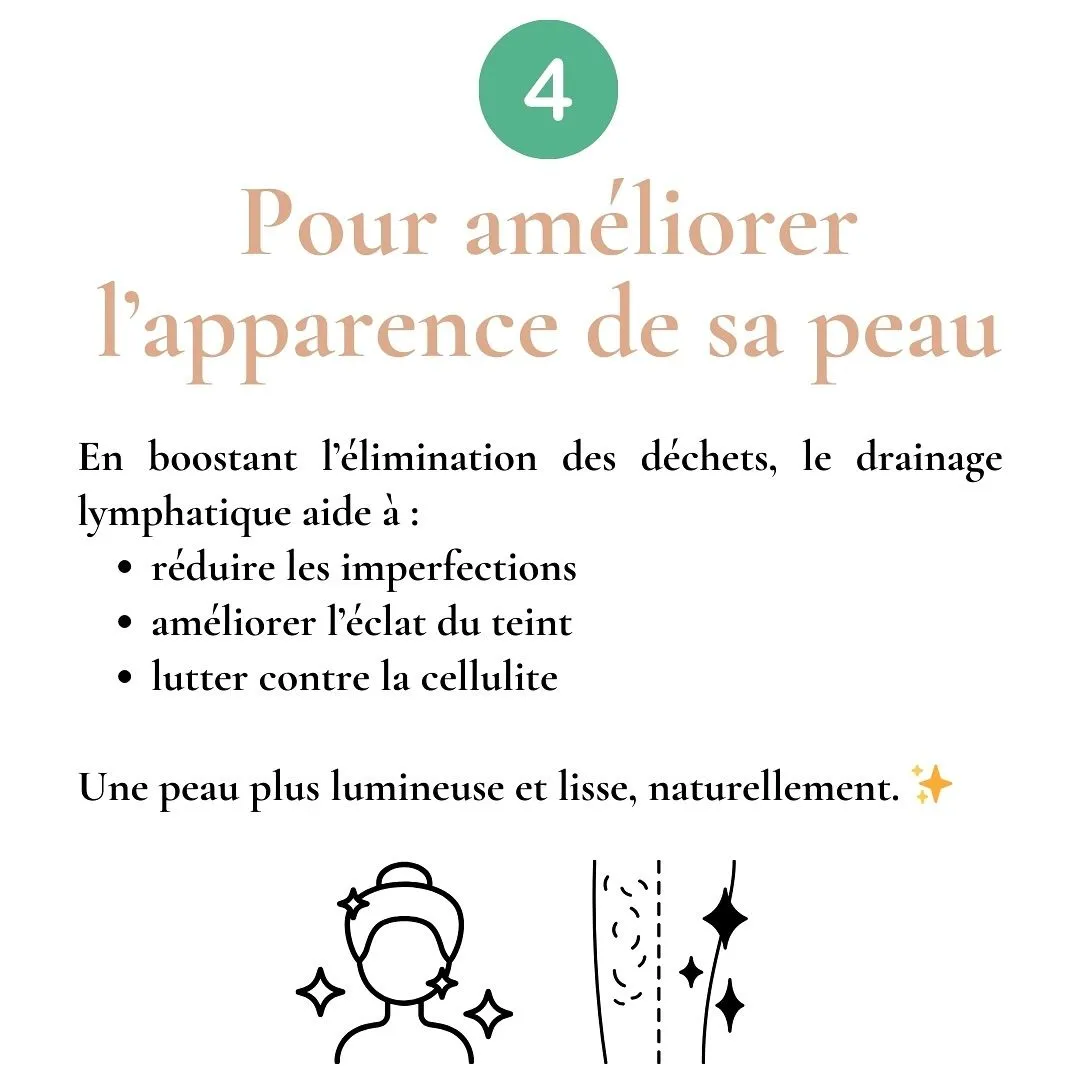 4
Pour améliorer
l’apparence de sa peau
En boostant l’élimination des déchets, le drainage
lymphatique aide à :
• réduire les imperfections
• améliorer l’éclat du teint
• lutter contre la cellulite
Une peau plus lumineuse et lisse, naturellement. ✨